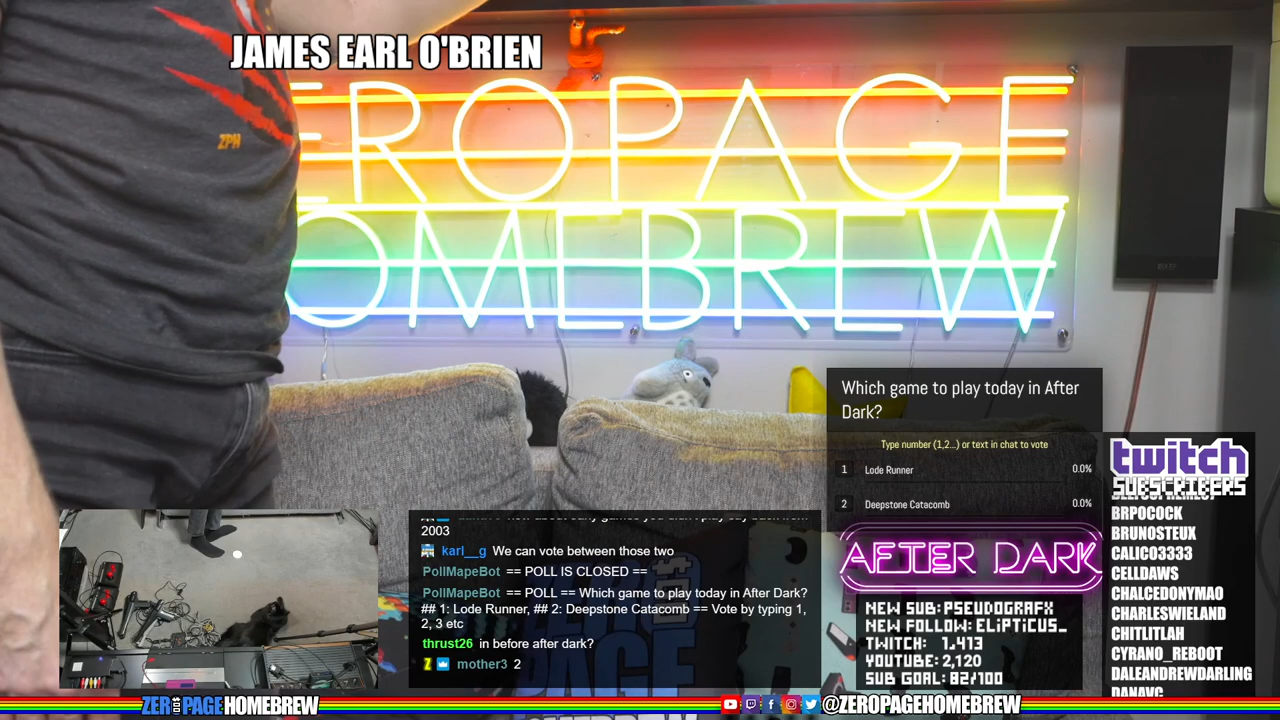 JAMES EARL O'BRIEN
ZPH
EROPAGE
OMEBREW
Which game to play today in After
Dark?
Type number (1,2...) or text in chat to vote
1 Lode Runner 0.0%
2 Deepstone Catacomb 0.0%
AFTER DARK
NEW SUB: PSEUDOGRAFX
NEW FOLLOW: ELIPTICUS_
TWITCH: 1,413
YOUTUBE: 2,120
SUB GOAL: 82/100
twitch
SUBSCRIBERS
BRPOCOCK
BRUNOSTEUX
CALICO3333
CELLDAWS
CHALCEDONYMAO
CHARLESWIELAND
CHITLITLAH
CYRANO_REBOOT
DALEANDREWDARLING
DANAVC
2003
karl__g We can vote between those two
PollMapeBot == POLL IS CLOSED ==
PollMapeBot == POLL == Which game to play today in After Dark?
## 1: Lode Runner, ## 2: Deepstone Catacomb == Vote by typing 1,
2, 3 etc
thrust26 in before after dark?
mother3 2
ZEROPAGEHOMEBREW
@ZEROPAGEHOMEBREW